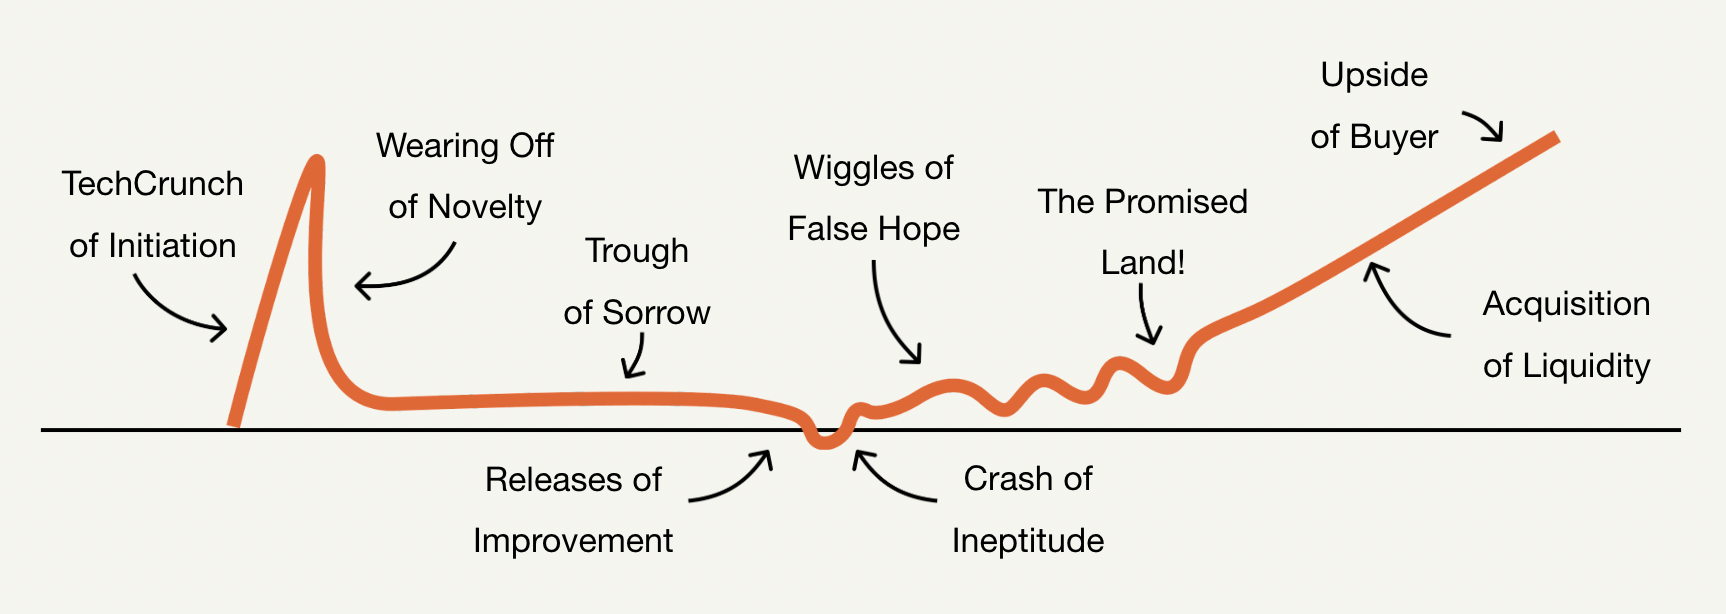 TechCrunch
of Initiation
Wearing Off
of Novelty
Trough
of Sorrow
Releases of
Improvement
Crash of
Ineptitude
Wiggles of
False Hope
The Promised
Land!
Acquisition
of Liquidity
Upside
of Buyer